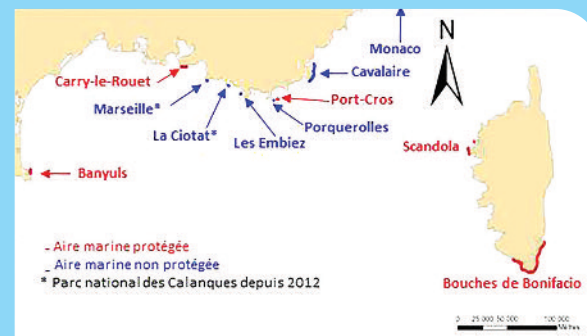 Monaco
N
Carry-le-Rouet
Cavalaire
Marseille*
Port-Cros
La Ciotat*
Porquerolles
Les Embiez
Scandola
Banyuls
- Aire marine protégée
_ Aire marine non protégée
* Parc national des Calanques depuis 2012
Bouches de Bonifacio
0 25 000 50 000 100 000